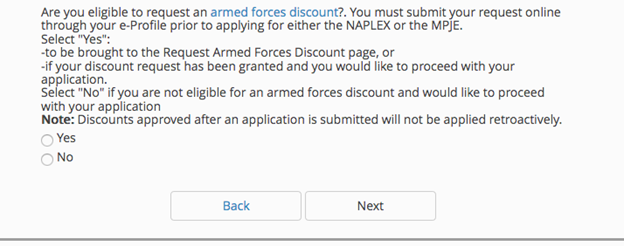 Are you eligible to request an armed forces discount?. You must submit your request online
through your e-Profile prior to applying for either the NAPLEX or the MPJE.
Select "Yes":
-to be brought to the Request Armed Forces Discount page, or
-if your discount request has been granted and you would like to proceed with your
application.
Select "No" if you are not eligible for an armed forces discount and would like to proceed
with your application
Note: Discounts approved after an application is submitted will not be applied retroactively.
Yes
No
Back
Next